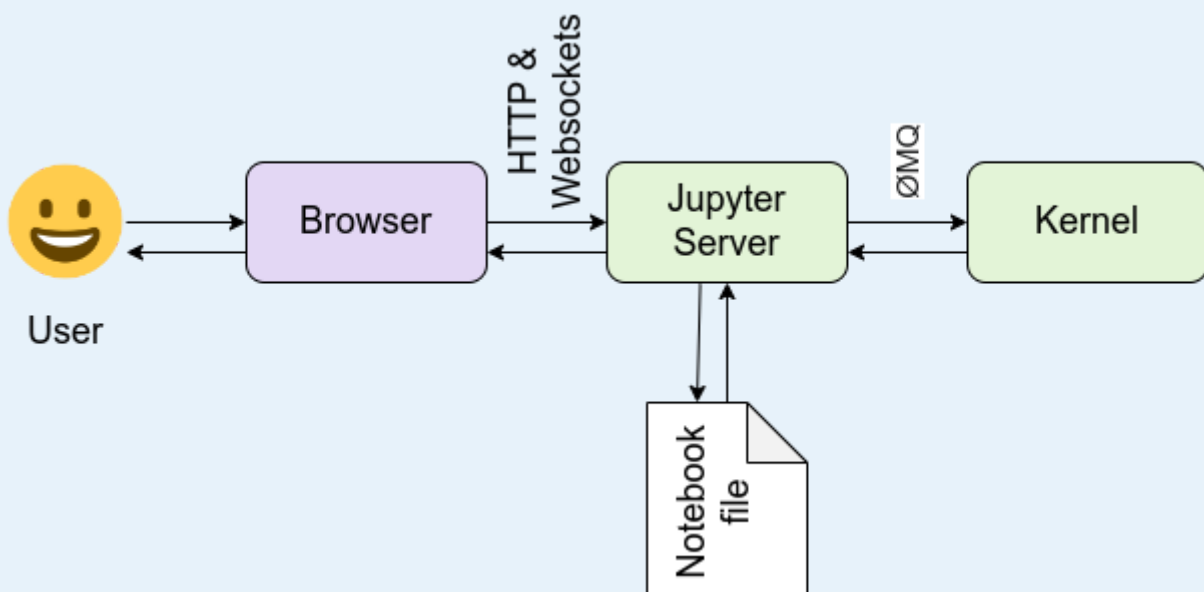 HTTP &
Websockets
ØMQ
Browser
Jupyter
Server
Kernel
User
Notebook
file